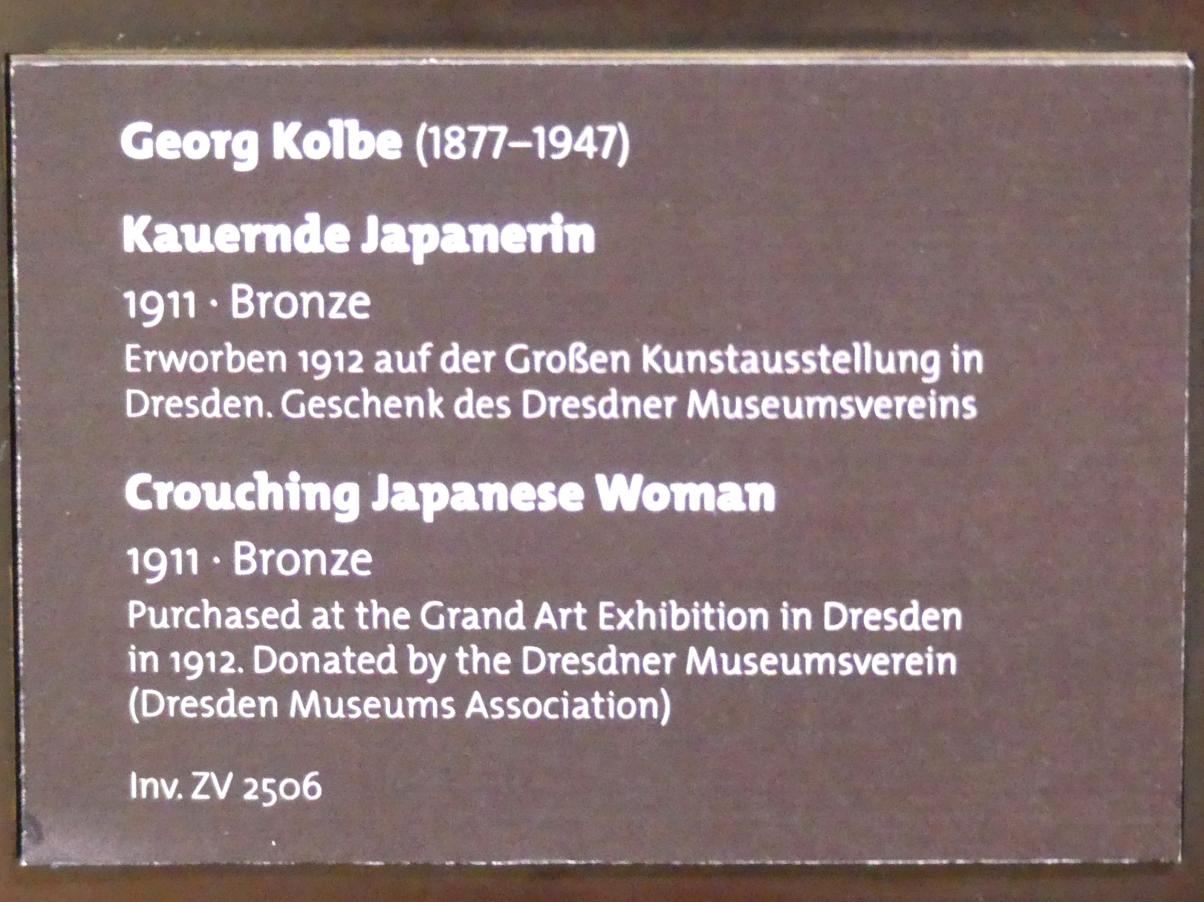 Georg Kolbe (1877–1947)
Kauernde Japanerin
1911 · Bronze
Erworben 1912 auf der Großen Kunstausstellung in
Dresden. Geschenk des Dresdner Museumsvereins
Crouching Japanese Woman
1911 · Bronze
Purchased at the Grand Art Exhibition in Dresden
in 1912. Donated by the Dresdner Museumsverein
(Dresden Museums Association)
Inv. ZV 2506